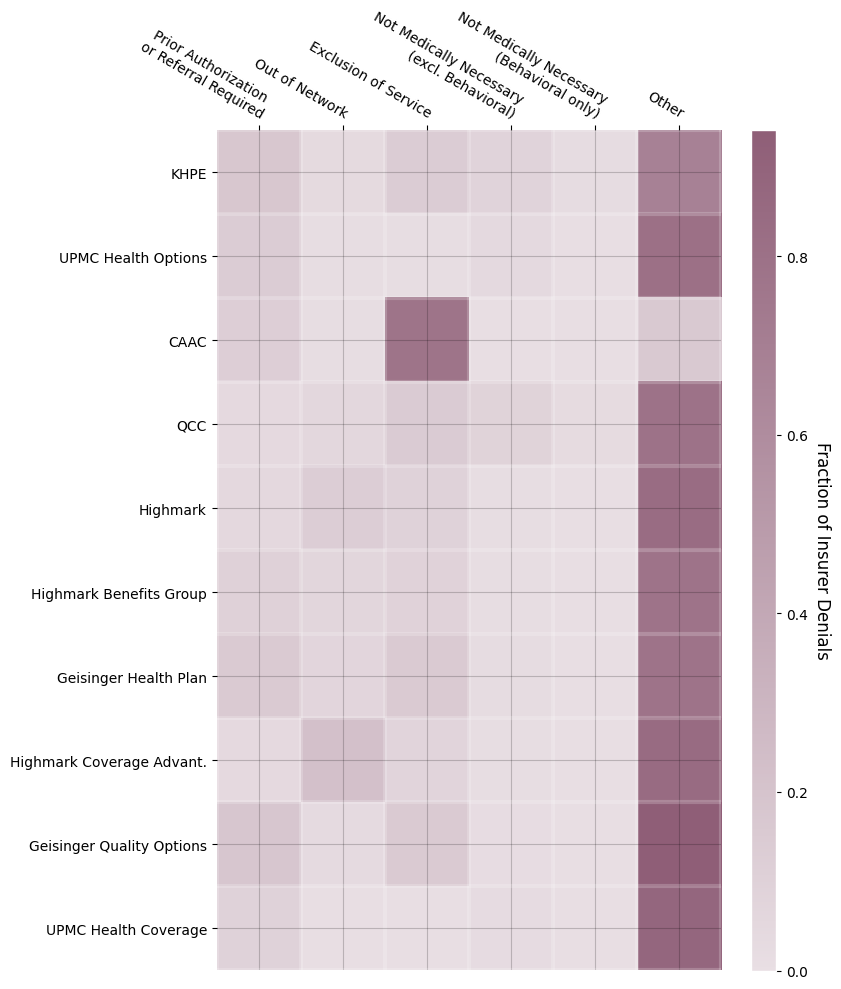 Prior Authorization
or Referral Required
Out of Network
Exclusion of Service
Not Medically Necessary
(excl. Behavioral)
Not Medically Necessary
(Behavioral only)
Other
KHPE
UPMC Health Options
CAAC
QCC
Highmark
Highmark Benefits Group
Geisinger Health Plan
Highmark Coverage Advant.
Geisinger Quality Options
UPMC Health Coverage
0.8
0.6
0.4
0.2
0.0
Fraction of Insurer Denials